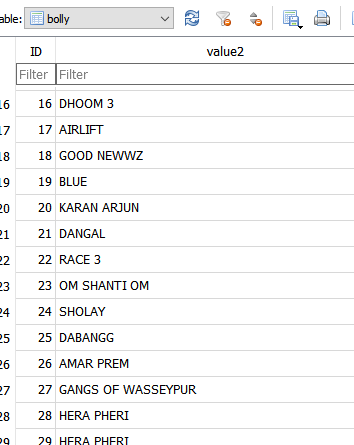 able: bolly
ID value2
Filter Filter
16 16 DHOOM 3
17 17 AIRLIFT
18 18 GOOD NEWWZ
19 19 BLUE
20 20 KARAN ARJUN
21 21 DANGAL
22 22 RACE 3
23 23 OM SHANTI OM
24 24 SHOLAY
25 25 DABANGG
26 26 AMAR PREM
27 27 GANGS OF WASSEYPUR
28 28 HERA PHERI
29 29 HERA PHERI